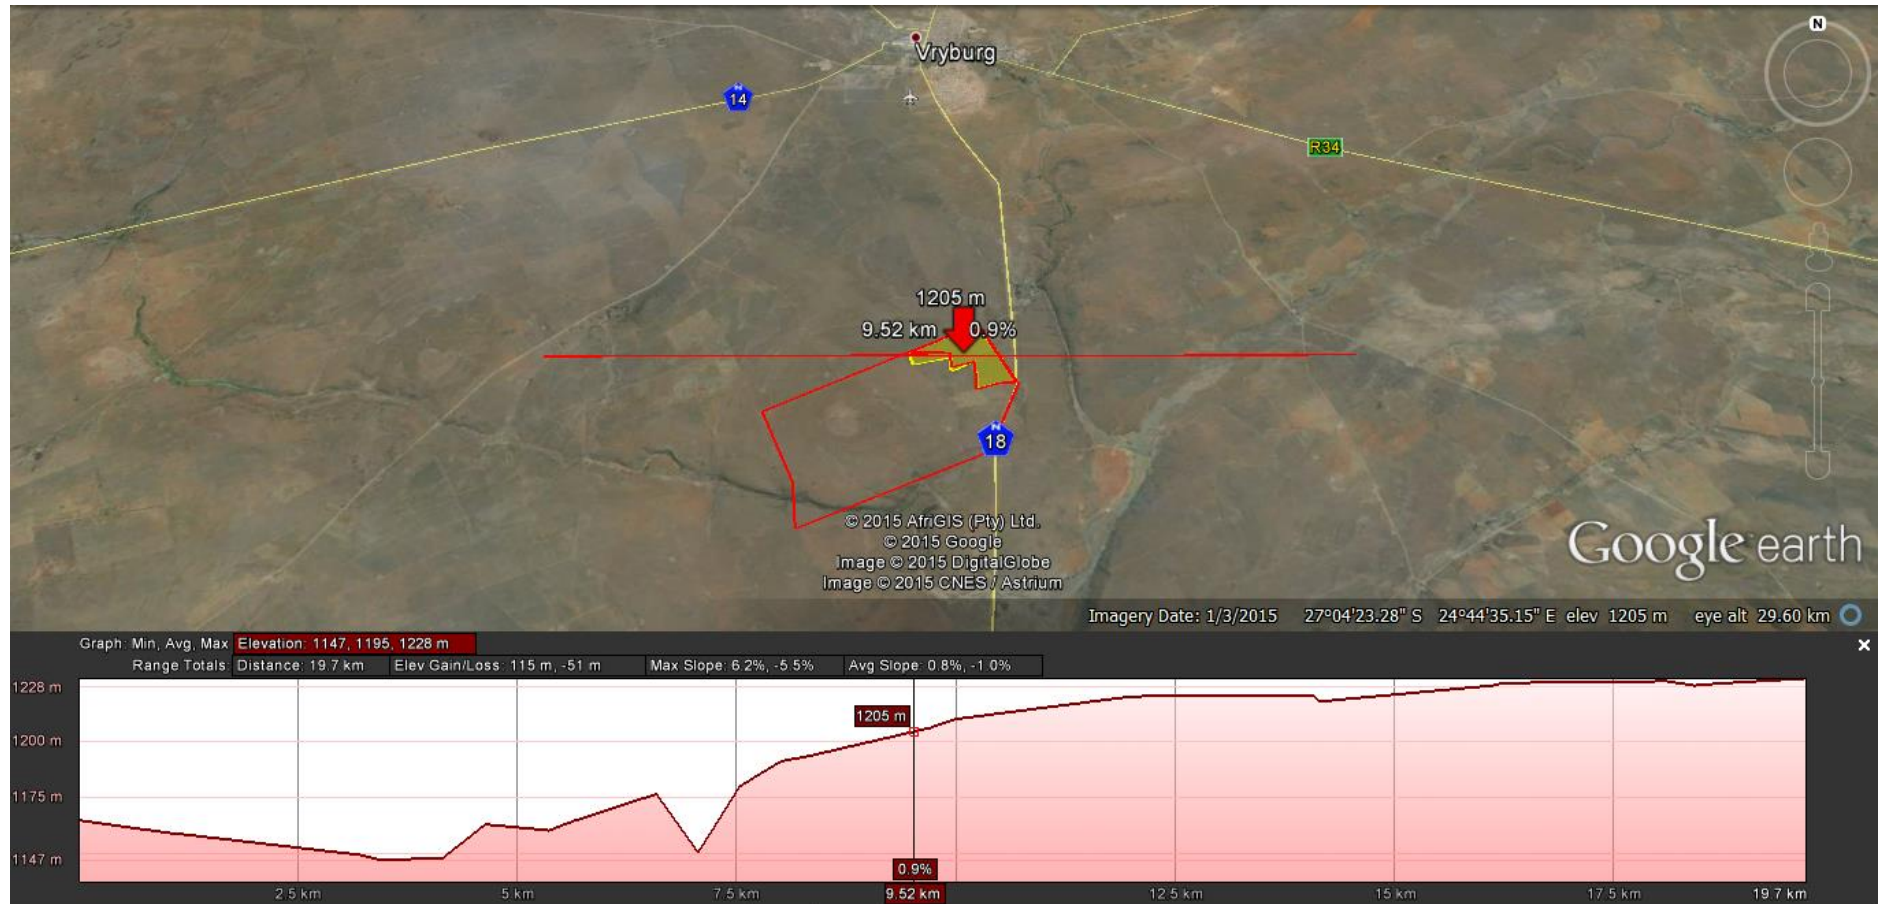 N
Vryburg
N
14
R34
1205 m
9.52 km 0.9%
N
18
© 2015 AfriGIS (Pty) Ltd.
© 2015 Google
Image © 2015 DigitalGlobe
Image © 2015 CNES / Astrium
Google earth
Imagery Date: 1/3/2015 27°04'23.28" S 24°44'35.15" E elev 1205 m eye alt 29.60 km
Graph: Min, Avg, Max Elevation: 1147, 1195, 1228 m
Range Totals: Distance: 19.7 km Elev Gain/Loss: 115 m, -51 m Max Slope: 6.2%, -5.5% Avg Slope: 0.8%, -1.0%
1228 m
1205 m
1200 m
1175 m
1147 m
0.9%
2.5 km 5 km 7.5 km 9.52 km 12.5 km 15 km 17.5 km 19.7 km